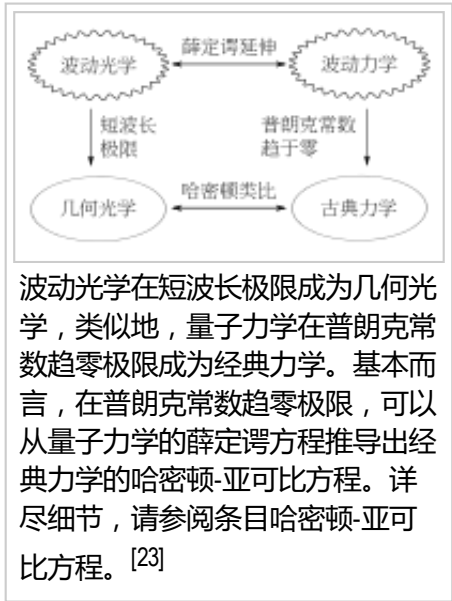 薛定谔延伸
波动光学
波动力学
短波长
极限
普朗克常数
趋于零
哈密顿类比
几何光学
古典力学
波动光学在短波长极限成为几何光
学，类似地，量子力学在普朗克常
数趋零极限成为经典力学。基本而
言，在普朗克常数趋零极限，可以
从量子力学的薛定谔方程推导出经
典力学的哈密顿-亚可比方程。详
尽细节，请参阅条目哈密顿-亚可
比方程。[23]